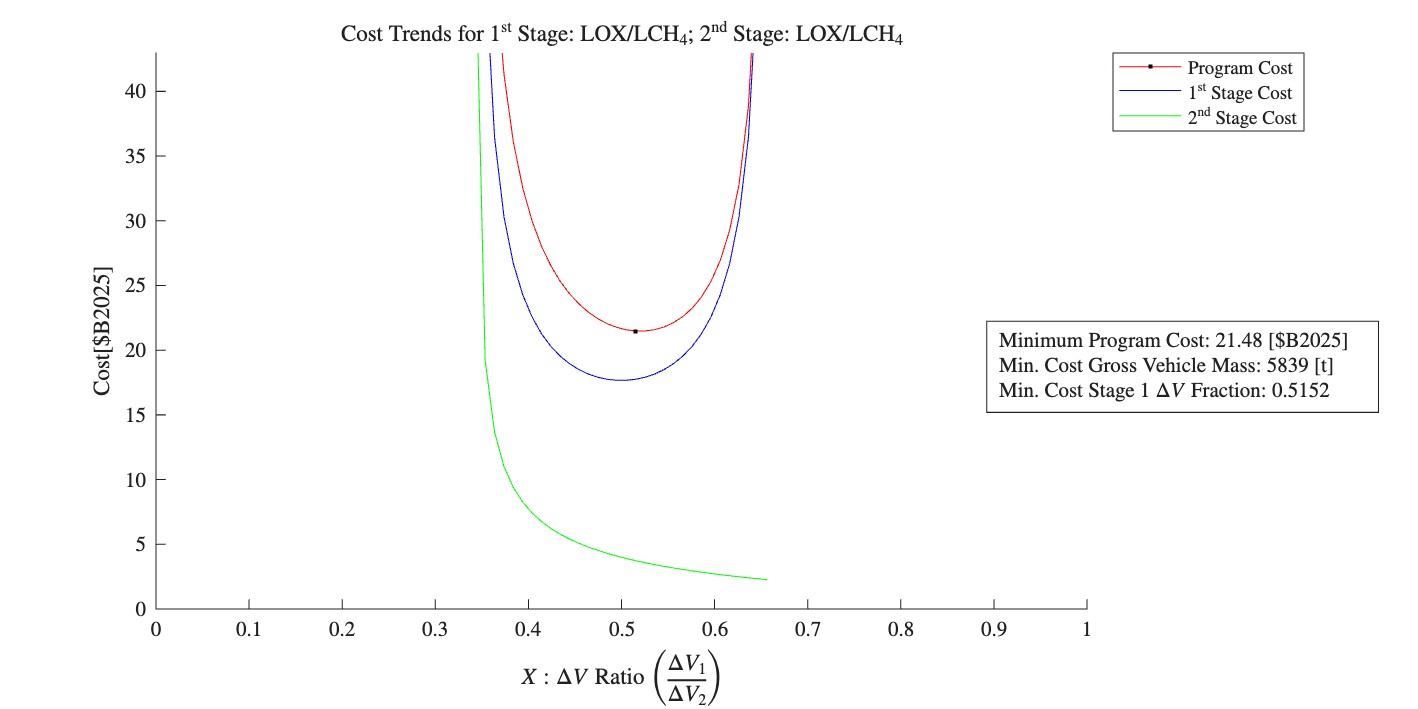 Cost Trends for 1st Stage: LOX/LCH4; 2nd Stage: LOX/LCH4
Program Cost
1st Stage Cost
2nd Stage Cost
Cost[$B2025]
40
35
30
25
20
15
10
5
0
Minimum Program Cost: 21.48 [$B2025]
Min. Cost Gross Vehicle Mass: 5839 [t]
Min. Cost Stage 1 ΔV Fraction: 0.5152
0 0.1 0.2 0.3 0.4 0.5 0.6 0.7 0.8 0.9 1
X : ΔV Ratio (ΔV1/ΔV2)